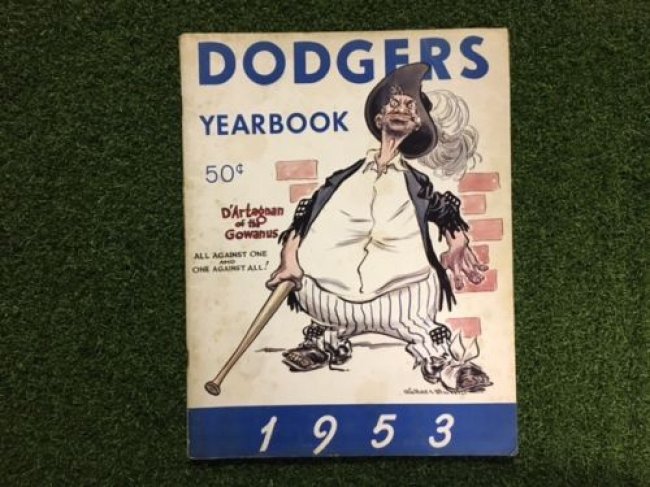 DODGERS
YEARBOOK
50¢
D'Artagnan
of the
Gowanus
ALL AGAINST ONE
AND
ONE AGAINST ALL!
1953